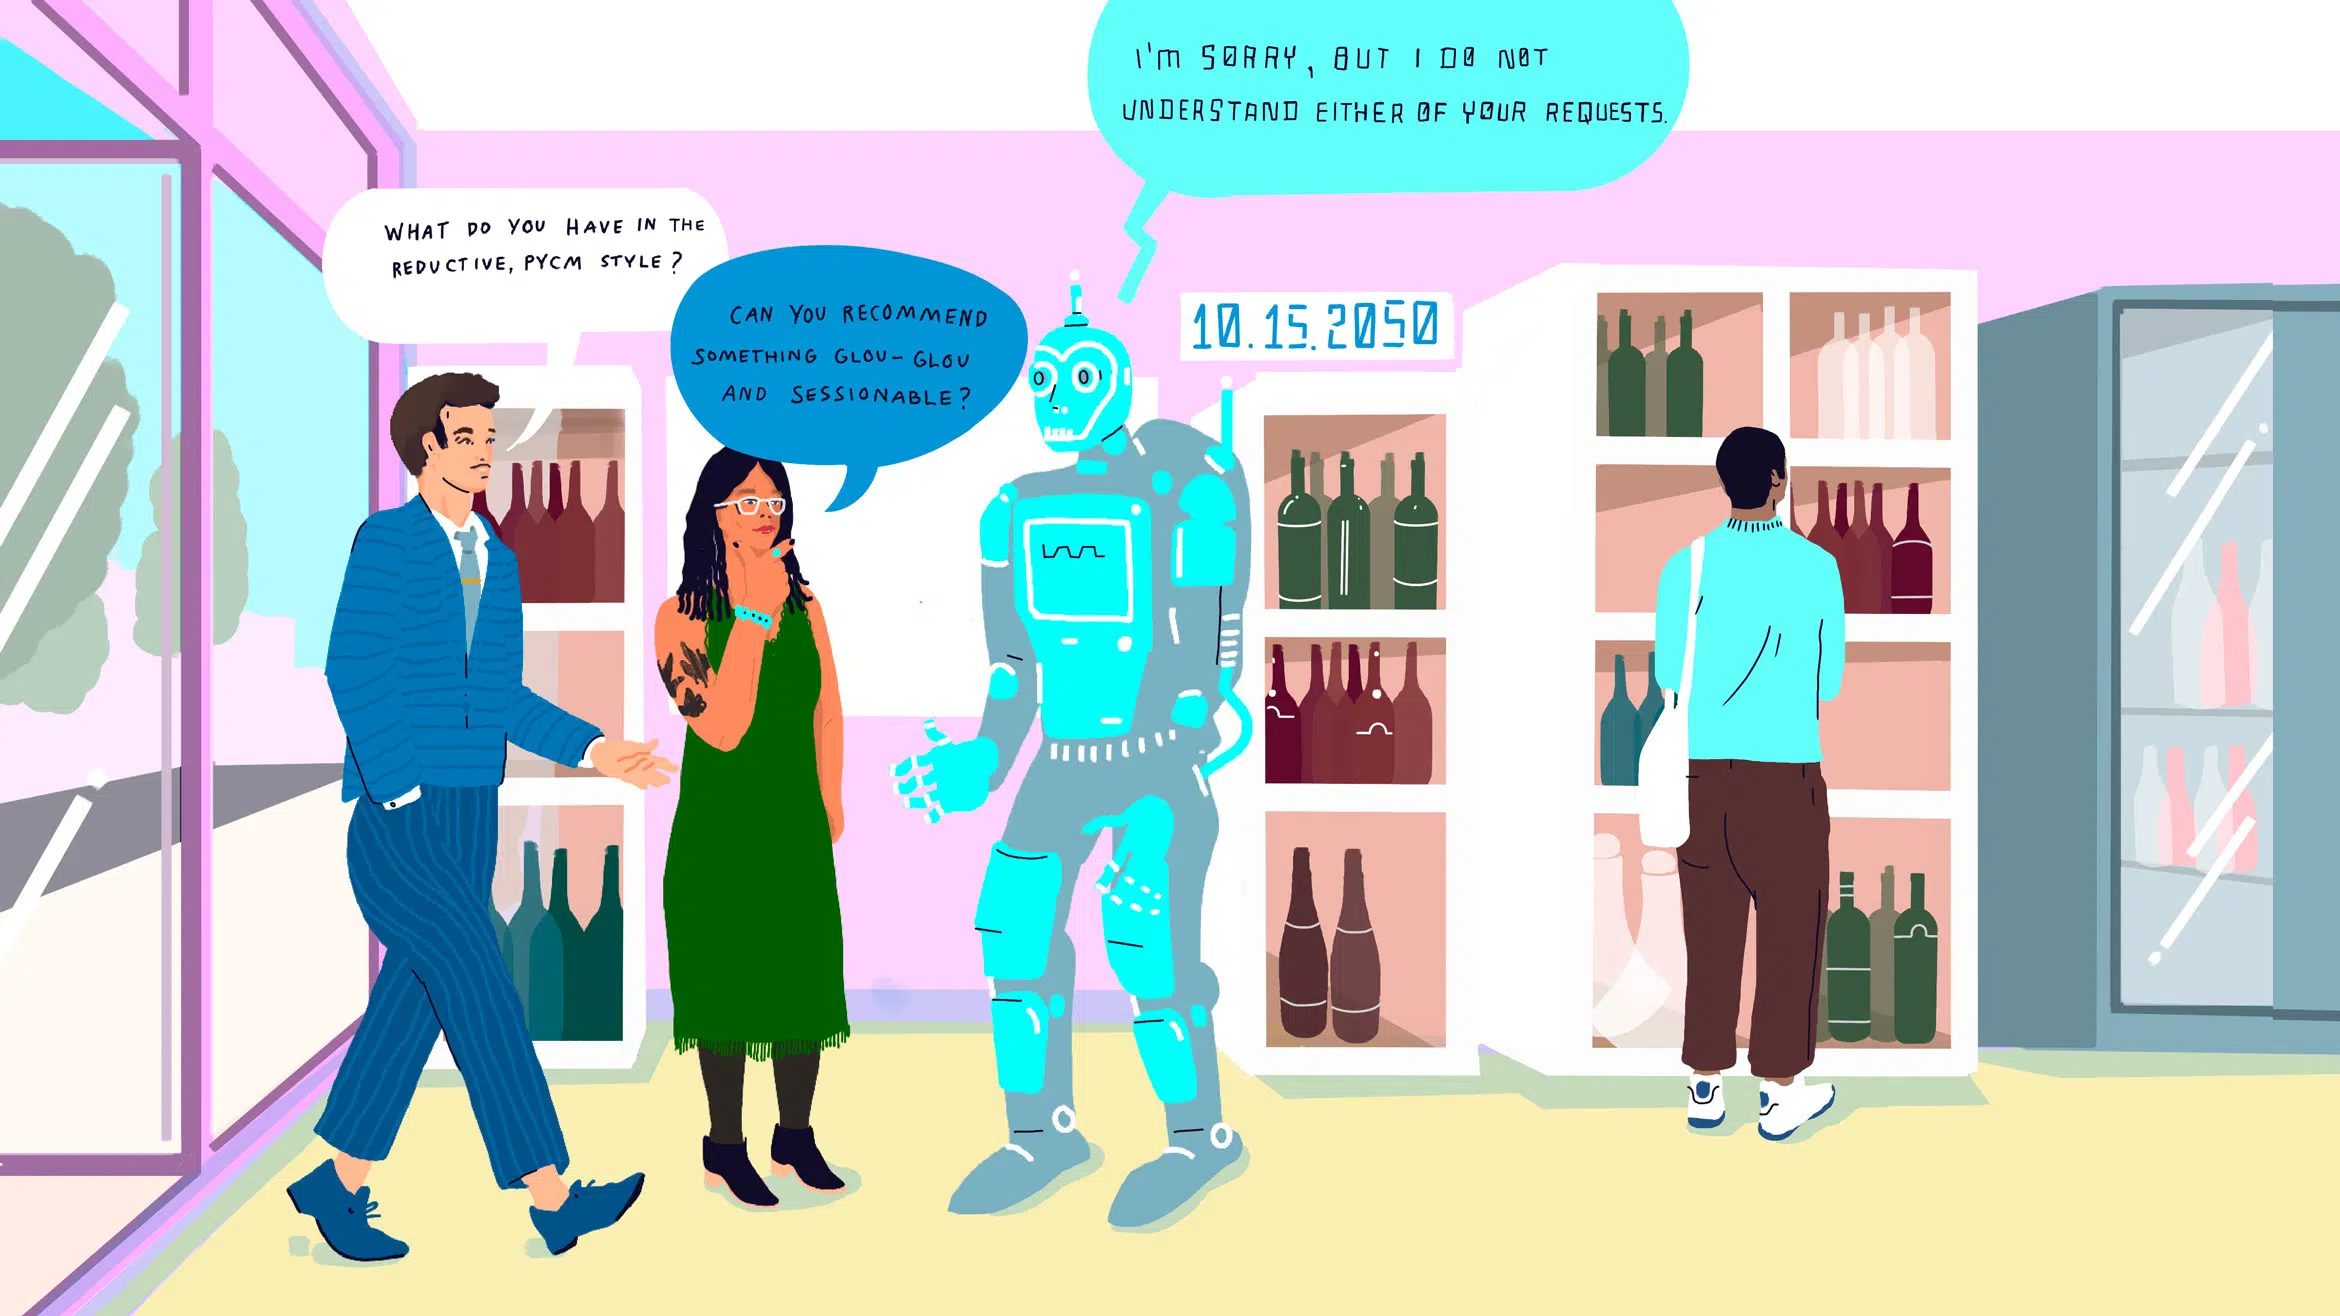 I'M SORRY, BUT I DO NOT
UNDERSTAND EITHER OF YOUR REQUESTS.
WHAT DO YOU HAVE IN THE
REDUCTIVE, PYCM STYLE?
CAN YOU RECOMMEND
SOMETHING GLOU-GLOU
AND SESSIONABLE?
10.15.2050